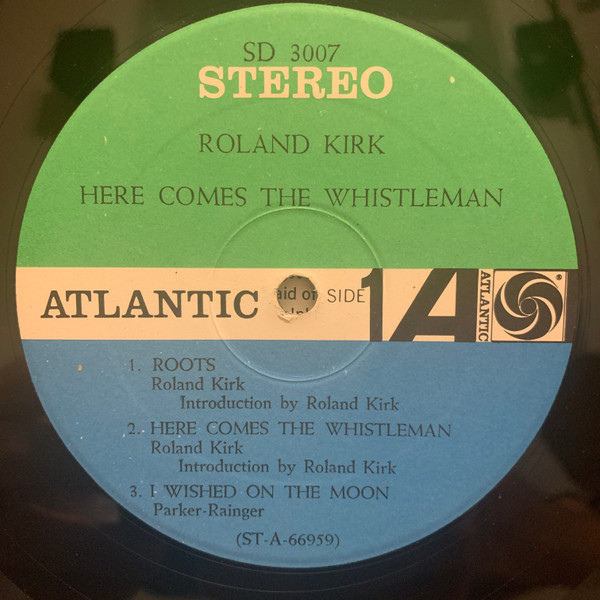 SD 3007
STEREO
ROLAND KIRK
HERE COMES THE WHISTLEMAN
ATLANTIC
SIDE 1
ATLANTIC ®
1. ROOTS
Roland Kirk
Introduction by Roland Kirk
2. HERE COMES THE WHISTLEMAN
Roland Kirk
Introduction by Roland Kirk
3. I WISHED ON THE MOON
Parker-Rainger
(ST-A-66959)